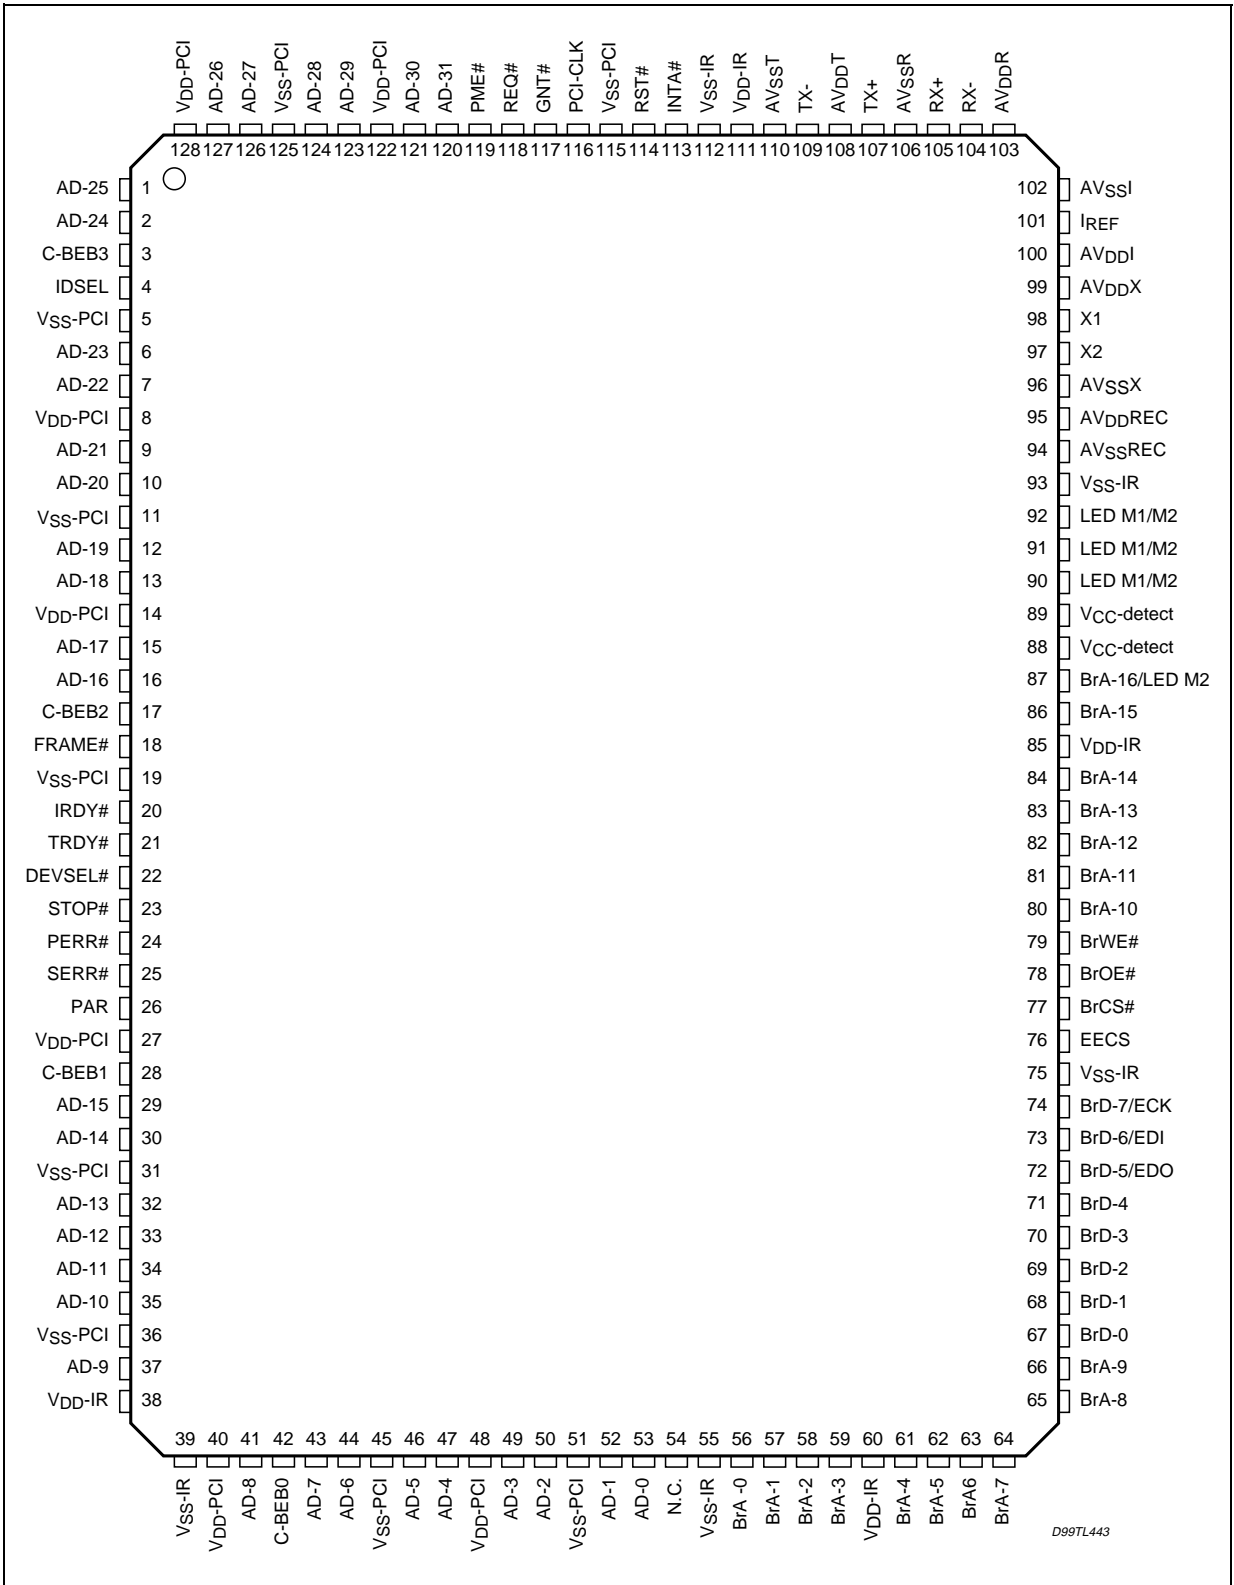 VDD-PCI
AD-26
AD-27
VSS-PCI
AD-28
AD-29
VDD-PCI
AD-30
AD-31
PME#
REQ#
GNT#
PCI-CLK
VSS-PCI
RST#
INTA#
VSS-IR
VDD-IR
AVSST
TX-
AVDDT
TX+
AVSSR
RX+
RX-
AVDDR
128 127 126 125 124 123 122 121 120 119 118 117 116 115 114 113 112 111 110 109 108 107 106 105 104 103
AD-25 1 102 AVSSI
AD-24 2 101 IREF
C-BEB3 3 100 AVDDI
IDSEL 4 99 AVDDX
VSS-PCI 5 98 X1
AD-23 6 97 X2
AD-22 7 96 AVSSX
VDD-PCI 8 95 AVDDREC
AD-21 9 94 AVSSREC
AD-20 10 93 VSS-IR
VSS-PCI 11 92 LED M1/M2
AD-19 12 91 LED M1/M2
AD-18 13 90 LED M1/M2
VDD-PCI 14 89 VCC-detect
AD-17 15 88 VCC-detect
AD-16 16 87 BrA-16/LED M2
C-BEB2 17 86 BrA-15
FRAME# 18 85 VDD-IR
VSS-PCI 19 84 BrA-14
IRDY# 20 83 BrA-13
TRDY# 21 82 BrA-12
DEVSEL# 22 81 BrA-11
STOP# 23 80 BrA-10
PERR# 24 79 BrWE#
SERR# 25 78 BrOE#
PAR 26 77 BrCS#
VDD-PCI 27 76 EECS
C-BEB1 28 75 VSS-IR
AD-15 29 74 BrD-7/ECK
AD-14 30 73 BrD-6/EDI
VSS-PCI 31 72 BrD-5/EDO
AD-13 32 71 BrD-4
AD-12 33 70 BrD-3
AD-11 34 69 BrD-2
AD-10 35 68 BrD-1
VSS-PCI 36 67 BrD-0
AD-9 37 66 BrA-9
VDD-IR 38 65 BrA-8
39 40 41 42 43 44 45 46 47 48 49 50 51 52 53 54 55 56 57 58 59 60 61 62 63 64
VSS-IR
VDD-PCI
AD-8
C-BEB0
AD-7
AD-6
VSS-PCI
AD-5
AD-4
VDD-PCI
AD-3
AD-2
VSS-PCI
AD-1
AD-0
N.C.
VSS-IR
BrA -0
BrA-1
BrA-2
BrA-3
VDD-IR
BrA-4
BrA-5
BrA6
BrA-7
D99TL443